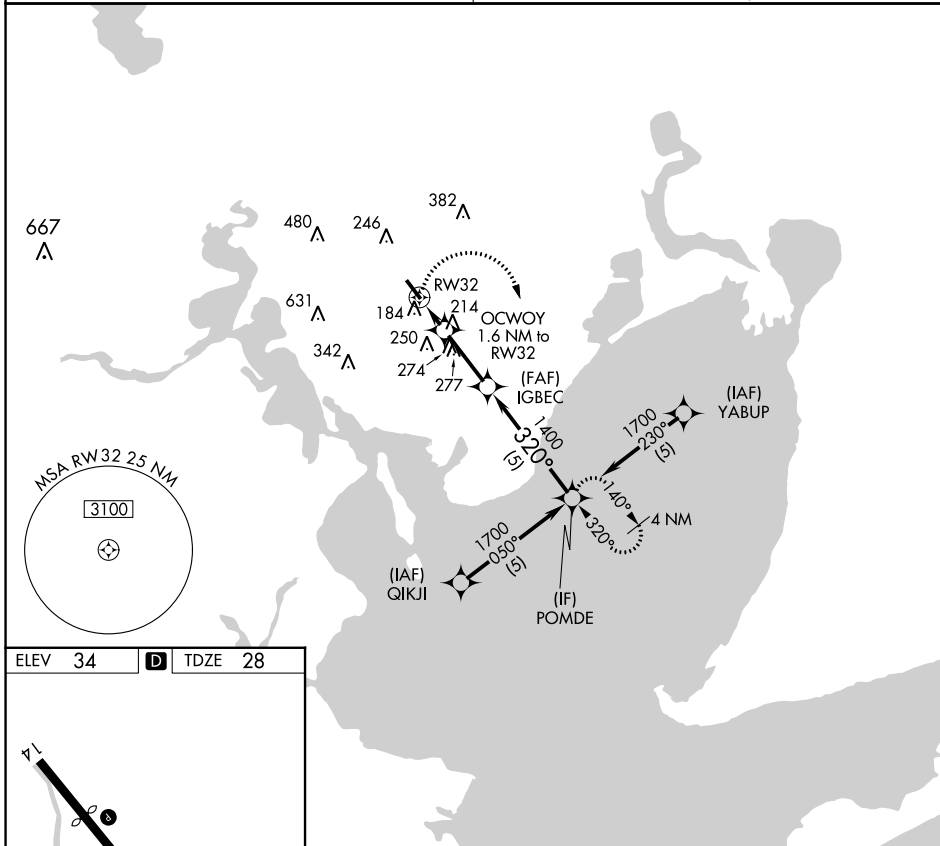 382
480
246
667
RW32
631
184
214
OCWOY
1.6 NM to
RW32
250
342
274
277
(FAF)
IGBEC
(IAF)
YABUP
1400
320°
(5)
1700
230°
(5)
MSA RW32 25 NM
3100
140°
4 NM
320°
1700
050°
(5)
(IAF)
QIKJI
(IF)
POMDE
ELEV 34 D TDZE 28
14
P